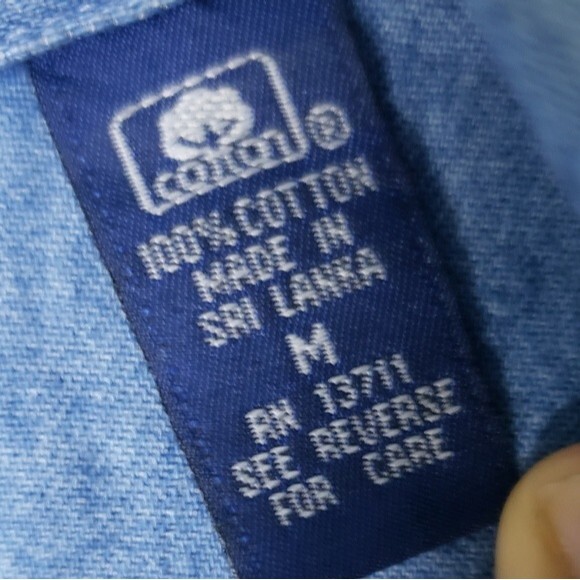 cotton ®
100% COTTON
MADE IN
SRI LANKA
M
RN 13711
SEE REVERSE
FOR CARE